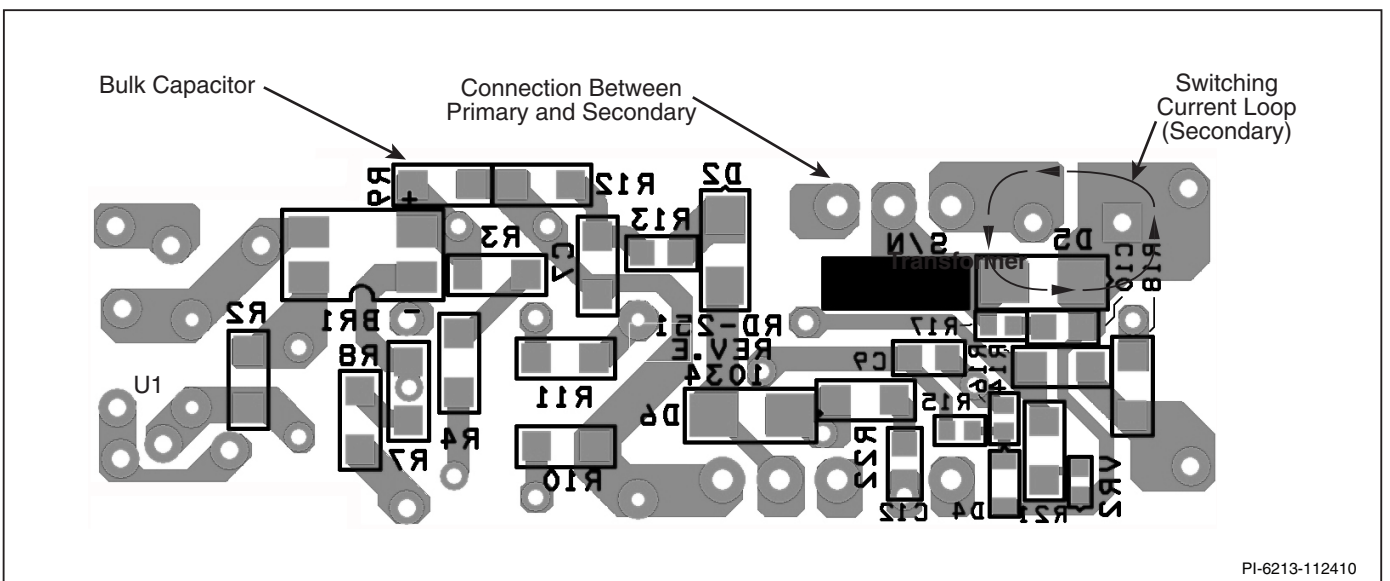 Bulk Capacitor
Connection Between
Primary and Secondary
Switching
Current Loop
(Secondary)
R9
+
R12
D2
R13
R3
C7
S/N
D5
Transformer
C10
R18
R2
BR1
-
RD-251
REV.E
1034
R17
U1
R8
R11
C9
R16
R14
R7
R4
D6
R15
R10
R22
C12
D4
R21
VR2
PI-6213-112410